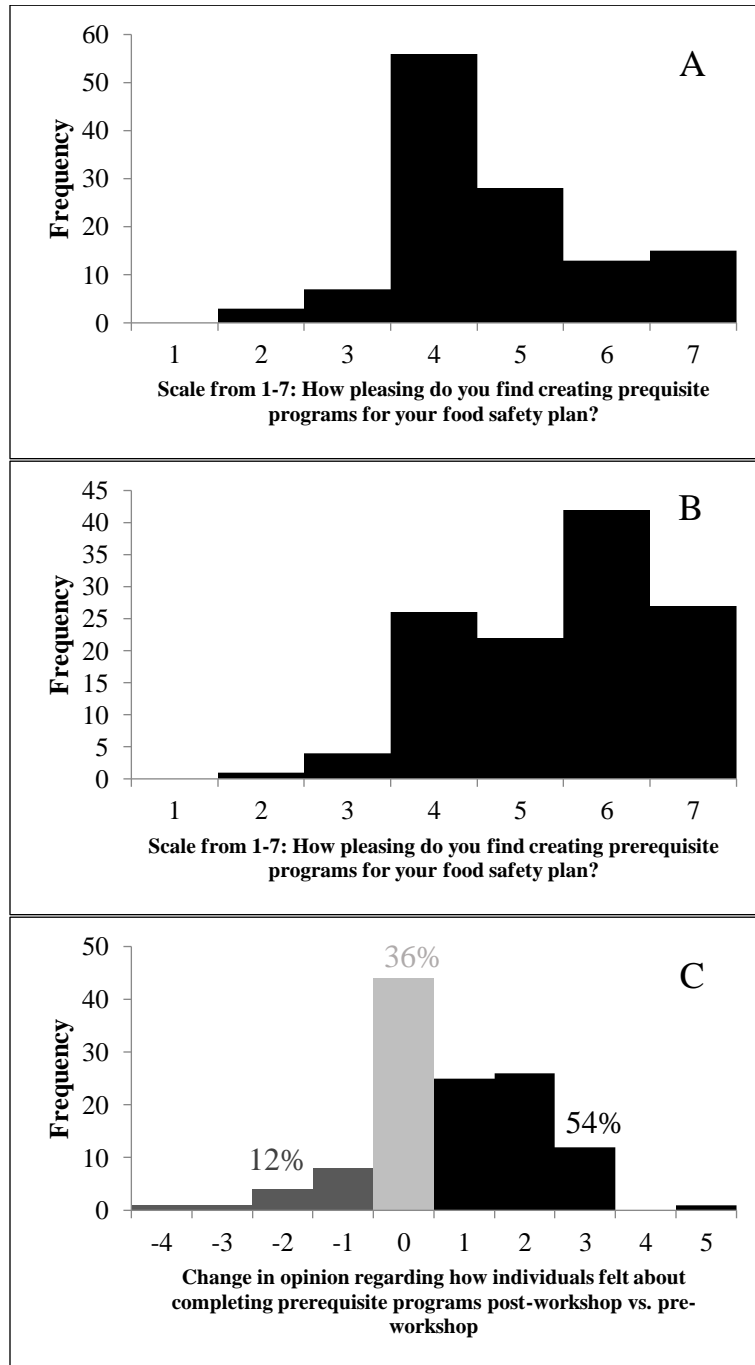 60
50
40
30
20
10
0
Frequency
A
1 2 3 4 5 6 7
Scale from 1-7: How pleasing do you find creating prequisite
programs for your food safety plan?
45
40
35
30
25
20
15
10
5
0
Frequency
B
1 2 3 4 5 6 7
Scale from 1-7: How pleasing do you find creating prerequisite
programs for your food safety plan?
50
40
30
20
10
0
Frequency
36%
C
54%
12%
-4 -3 -2 -1 0 1 2 3 4 5
Change in opinion regarding how individuals felt about
completing prerequisite programs post-workshop vs. pre-
workshop